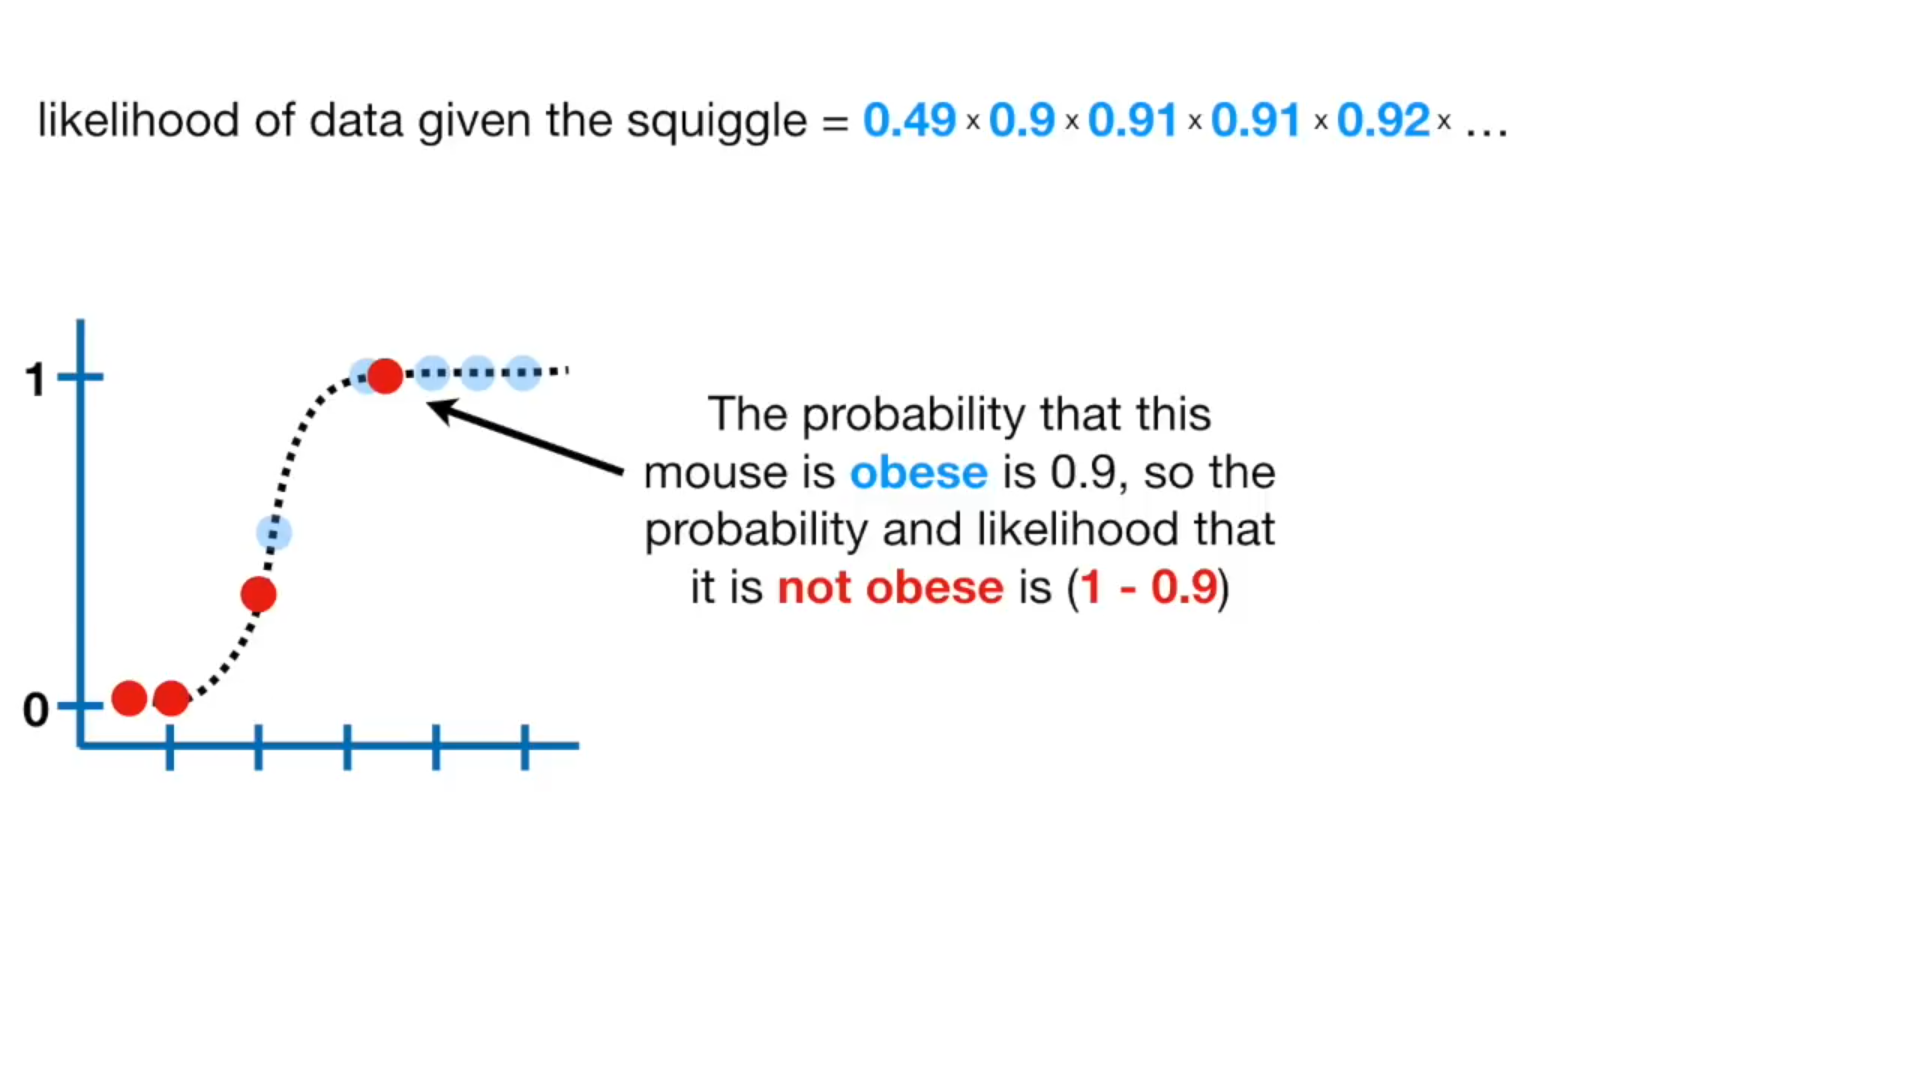 likelihood of data given the squiggle = 0.49 x 0.9 x 0.91 x 0.91 x 0.92 x ...
1
The probability that this
mouse is obese is 0.9, so the
probability and likelihood that
it is not obese is (1 - 0.9)
0